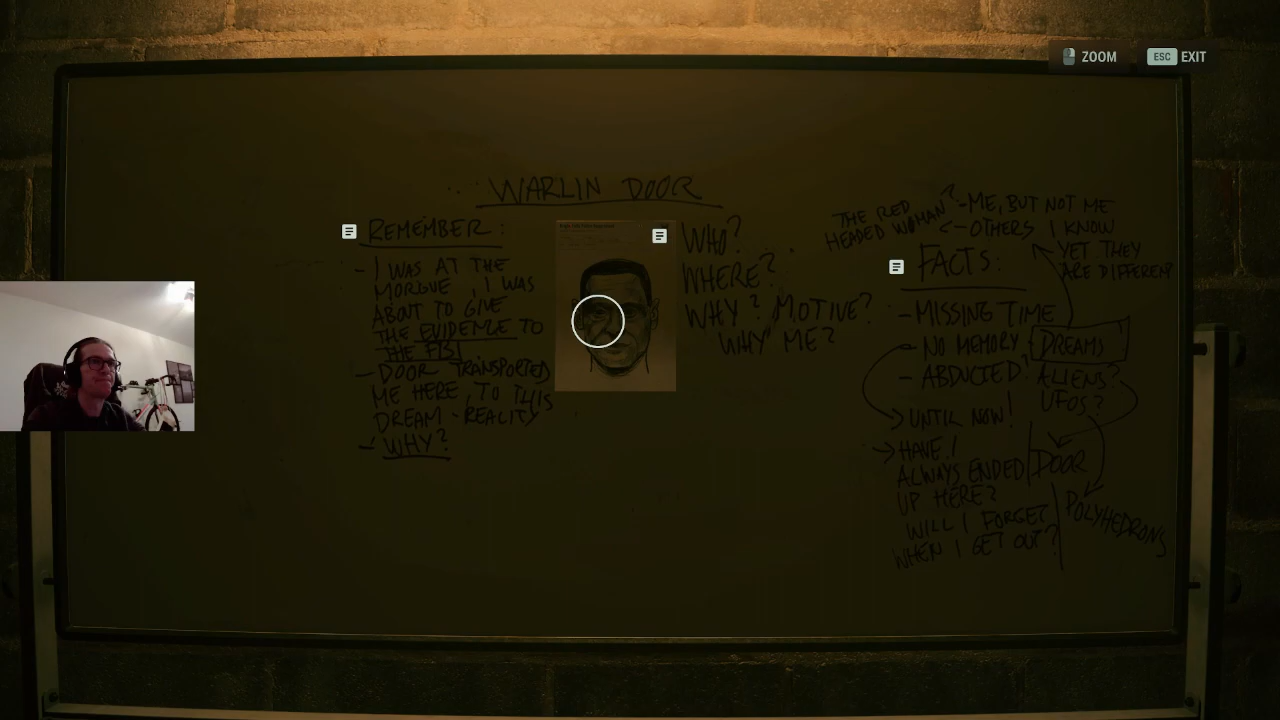 ZOOM
ESC EXIT
WARLIN DOOR
REMEMBER:
- I WAS AT THE
MORGUE, I WAS
ABOUT TO GIVE
THE EVIDENCE TO
THE FBI
- DOOR TRANSPORTED
ME HERE, TO THIS
DREAM-REALITY
- WHY?
WHO?
WHERE?
WHY? MOTIVE?
WHY ME?
THE RED
HEADED WOMAN?
- ME, BUT NOT ME
- OTHERS I KNOW
YET THEY
ARE DIFFERENT
FACTS:
- MISSING TIME
- NO MEMORY
DREAMS
- ABDUCTED?
ALIENS?
UFOS?
UNTIL NOW!
HAVE I
ALWAYS ENDED
UP HERE?
WILL I FORGET
WHEN I GET OUT?
DOOR
POLYHEDRONS